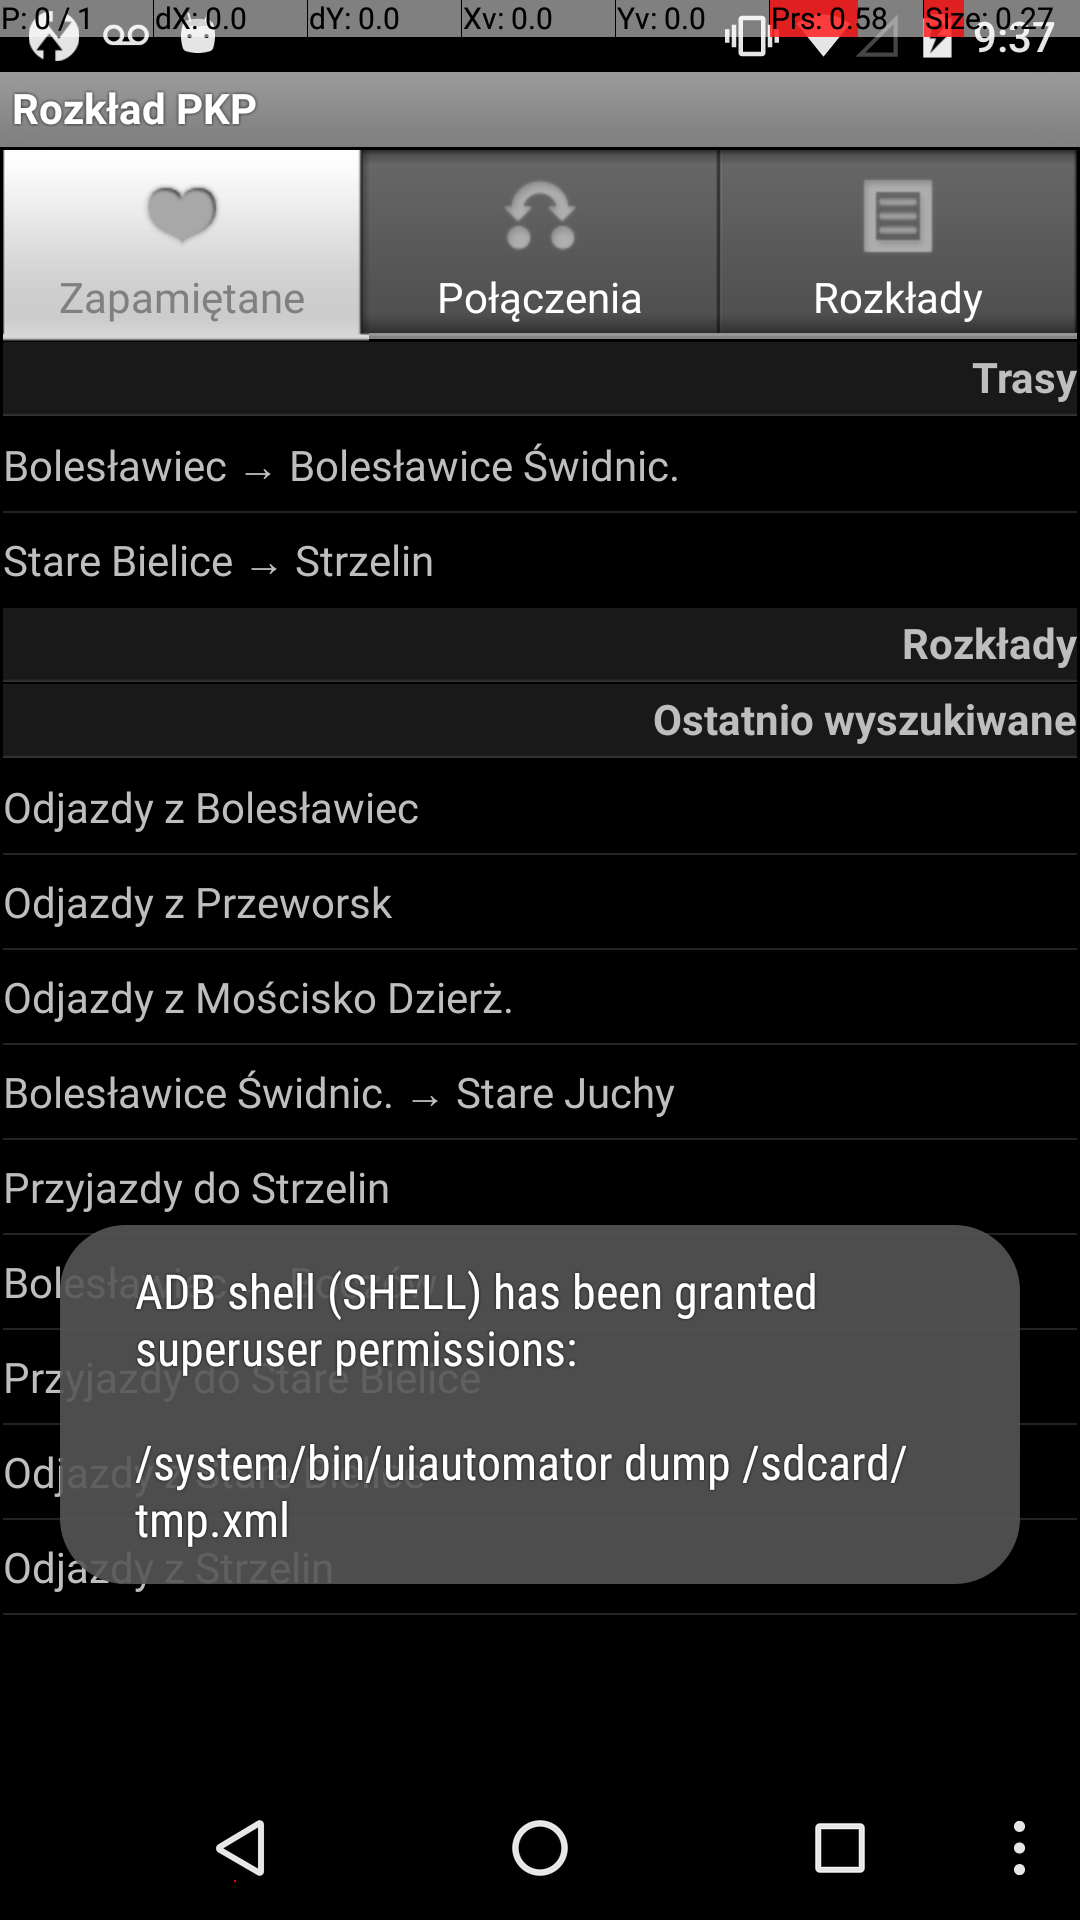 P: 0 / 1 dX: 0.0 dY: 0.0 Xv: 0.0 Yv: 0.0 Prs: 0.58 Size: 0.27
9:37
Rozkład PKP
Zapamiętane Połączenia Rozkłady
Trasy
Bolesławiec → Bolesławice Świdnic.
Stare Bielice → Strzelin
Rozkłady
Ostatnio wyszukiwane
Odjazdy z Bolesławiec
Odjazdy z Przeworsk
Odjazdy z Mościsko Dzierż.
Bolesławice Świdnic. → Stare Juchy
Przyjazdy do Strzelin
Bolesławiec →
Przyjazdy do Stare Bielice
Odjazdy z Stare Bielice
Odjazdy z Strzelin
ADB shell (SHELL) has been granted
superuser permissions:
/system/bin/uiautomator dump /sdcard/
tmp.xml